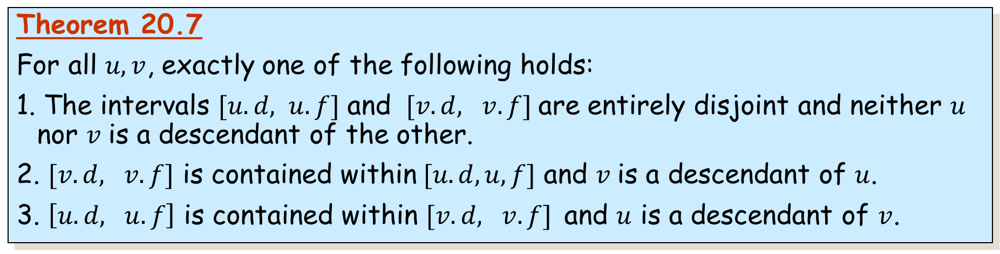 Theorem 20.7
For all u, v, exactly one of the following holds:
1. The intervals [u. d, u. f] and [v. d, v. f] are entirely disjoint and neither u
nor v is a descendant of the other.
2. [v. d, v. f] is contained within [u. d, u, f] and v is a descendant of u.
3. [u. d, u. f] is contained within [v. d, v. f] and u is a descendant of v.